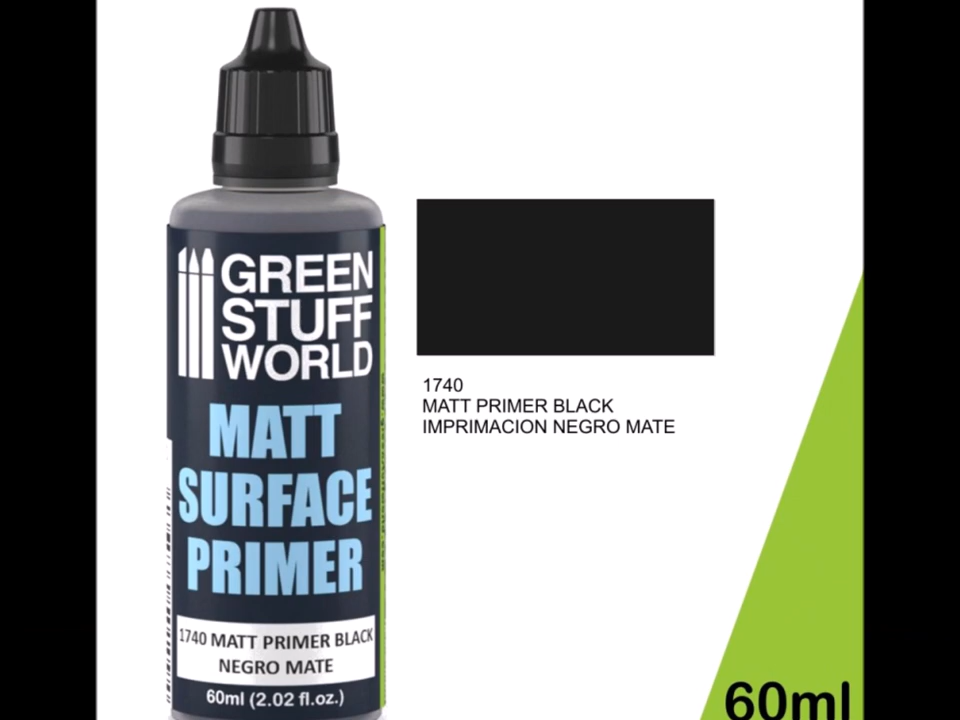 GREEN
STUFF
WORLD
MATT
SURFACE
PRIMER
1740 MATT PRIMER BLACK
NEGRO MATE
60ml (2.02 fl.oz.)
1740
MATT PRIMER BLACK
IMPRIMACION NEGRO MATE
60ml